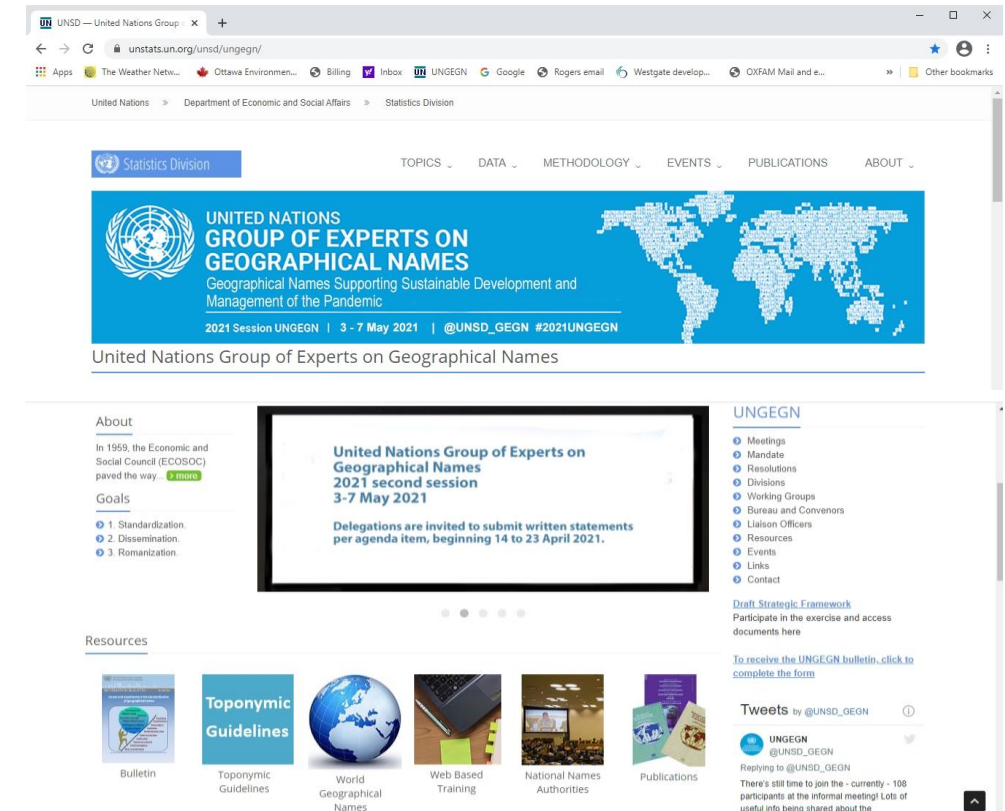 UN UNSD — United Nations Group
unstats.un.org/unsd/ungegn/
Apps The Weather Netw... Ottawa Environmen... Billing Inbox UNGEGN Google Rogers email Westgate develop... OXFAM Mail and e... » Other bookmarks
United Nations » Department of Economic and Social Affairs » Statistics Division
Statistics Division
TOPICS DATA METHODOLOGY EVENTS PUBLICATIONS ABOUT
UNITED NATIONS
GROUP OF EXPERTS ON
GEOGRAPHICAL NAMES
Geographical Names Supporting Sustainable Development and
Management of the Pandemic
2021 Session UNGEGN | 3 - 7 May 2021 | @UNSD_GEGN #2021UNGEGN
United Nations Group of Experts on Geographical Names
About
In 1959, the Economic and
Social Council (ECOSOC)
paved the way... more
Goals
1. Standardization.
2. Dissemination.
3. Romanization.
United Nations Group of Experts on
Geographical Names
2021 second session
3-7 May 2021
Delegations are invited to submit written statements
per agenda item, beginning 14 to 23 April 2021.
UNGEGN
Meetings
Mandate
Resolutions
Divisions
Working Groups
Bureau and Convenors
Liaison Officers
Resources
Events
Links
Contact
Draft Strategic Framework
Participate in the exercise and access
documents here
To receive the UNGEGN bulletin, click to
complete the form
Resources
Toponymic
Guidelines
Bulletin
Toponymic
Guidelines
World
Geographical
Names
Web Based
Training
National Names
Authorities
Publications
Tweets by @UNSD_GEGN
UNGEGN
@UNSD_GEGN
Replying to @UNSD_GEGN
There's still time to join the - currently - 108
participants at the informal meeting! Lots of
useful info being shared about the